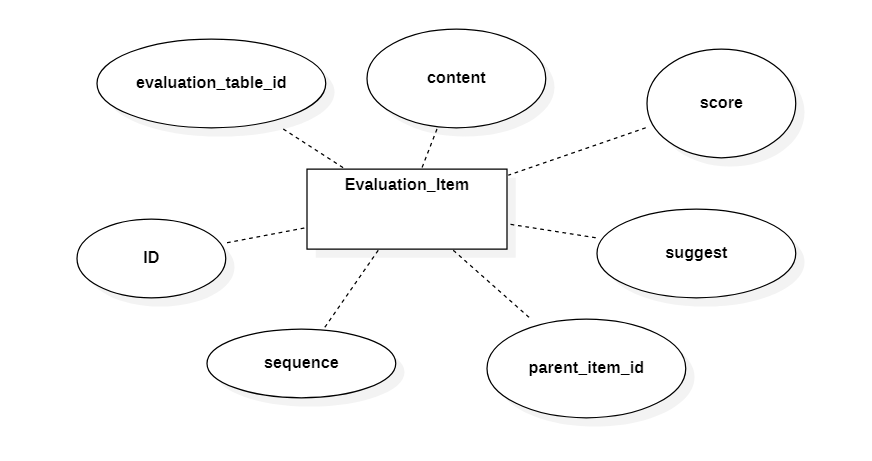 evaluation_table_id
content
score
Evaluation_Item
ID
suggest
sequence
parent_item_id